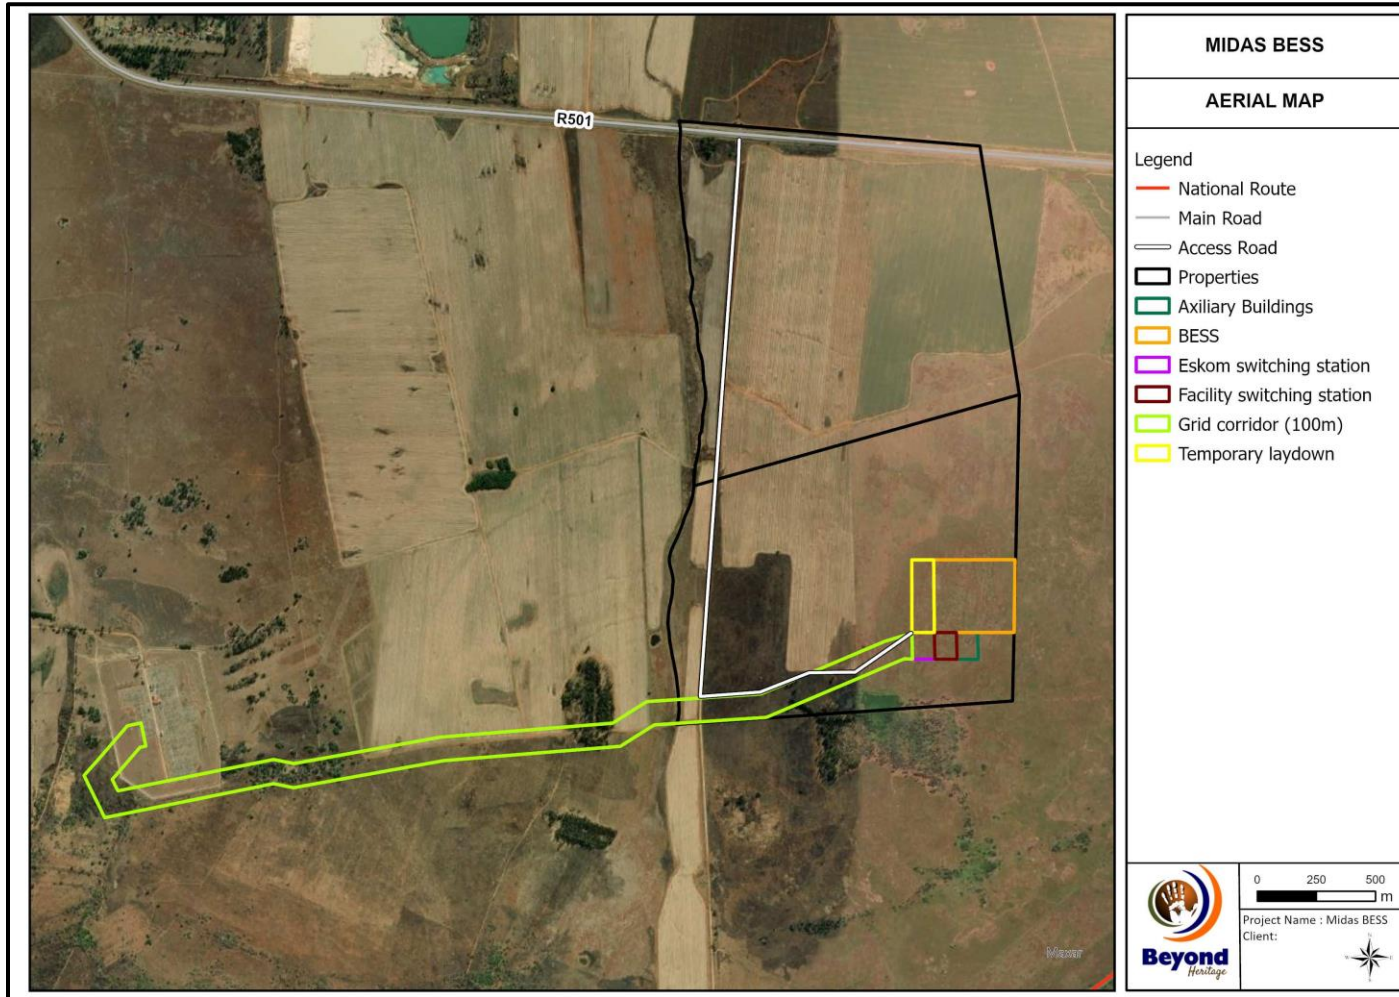 MIDAS BESS
AERIAL MAP
R501
Legend
National Route
Main Road
Access Road
Properties
Axiliary Buildings
BESS
Eskom switching station
Facility switching station
Grid corridor (100m)
Temporary laydown
Maxar
0 250 500
m
Project Name : Midas BESS
Client:
Beyond
Heritage